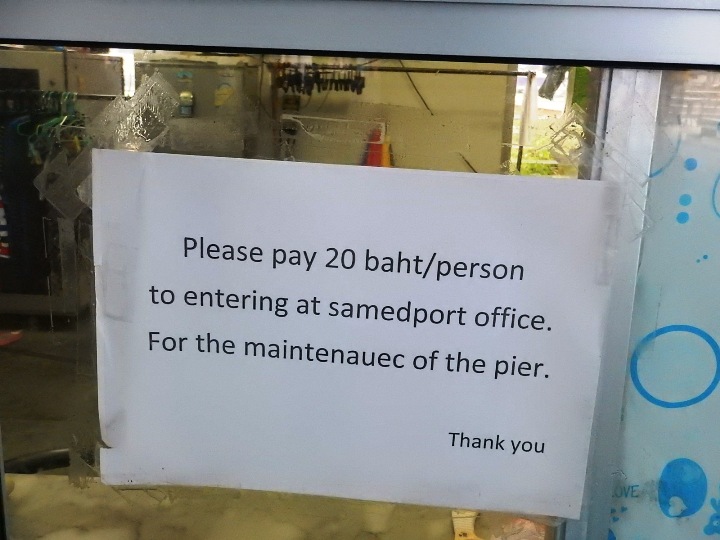 Please pay 20 baht/person
to entering at samedport office.
For the maintenauec of the pier.
Thank you